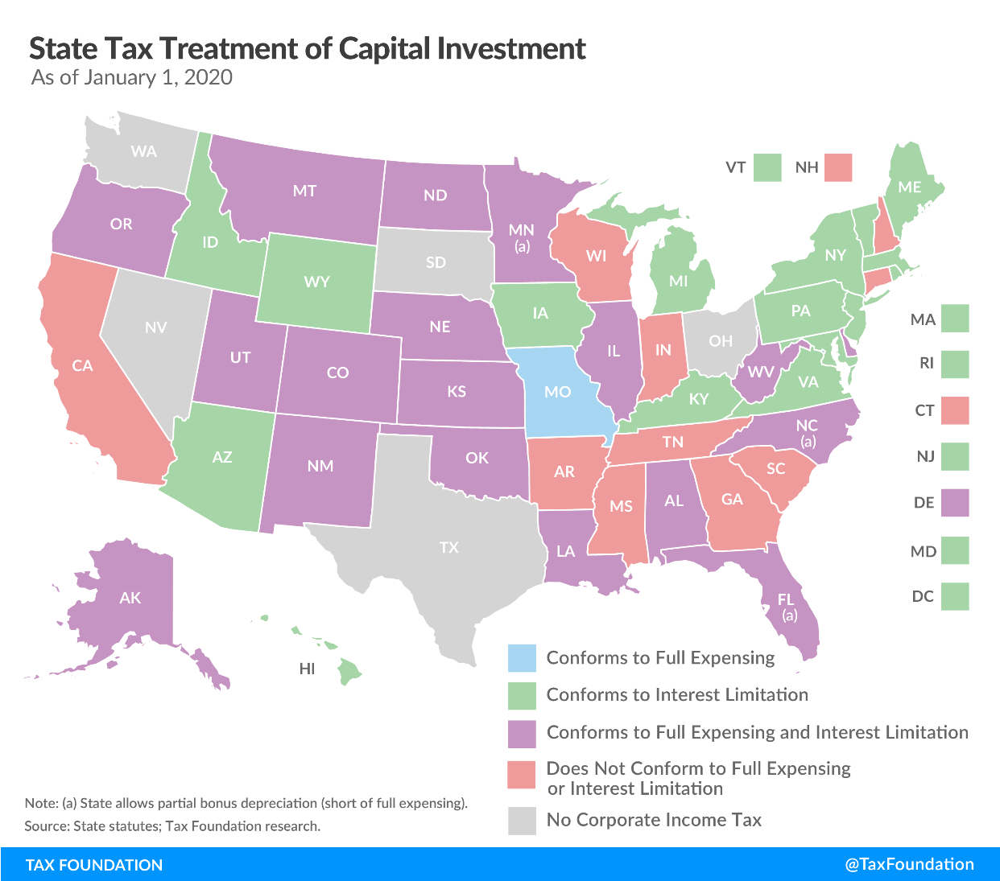 State Tax Treatment of Capital Investment
As of January 1, 2020
WA
VT
NH
ME
MT
ND
OR
MN
(a)
ID
SD
WI
NY
WY
MI
IA
PA
MA
NE
NV
OH
UT
IL
IN
RI
CA
CO
WV
KS
MO
VA
KY
CT
NC
(a)
TN
AZ
OK
NM
NJ
AR
SC
GA
MS
AL
DE
TX
LA
MD
AK
FL
(a)
DC
HI
Conforms to Full Expensing
Conforms to Interest Limitation
Conforms to Full Expensing and Interest Limitation
Does Not Conform to Full Expensing
or Interest Limitation
No Corporate Income Tax
Note: (a) State allows partial bonus depreciation (short of full expensing).
Source: State statutes; Tax Foundation research.
TAX FOUNDATION
@TaxFoundation